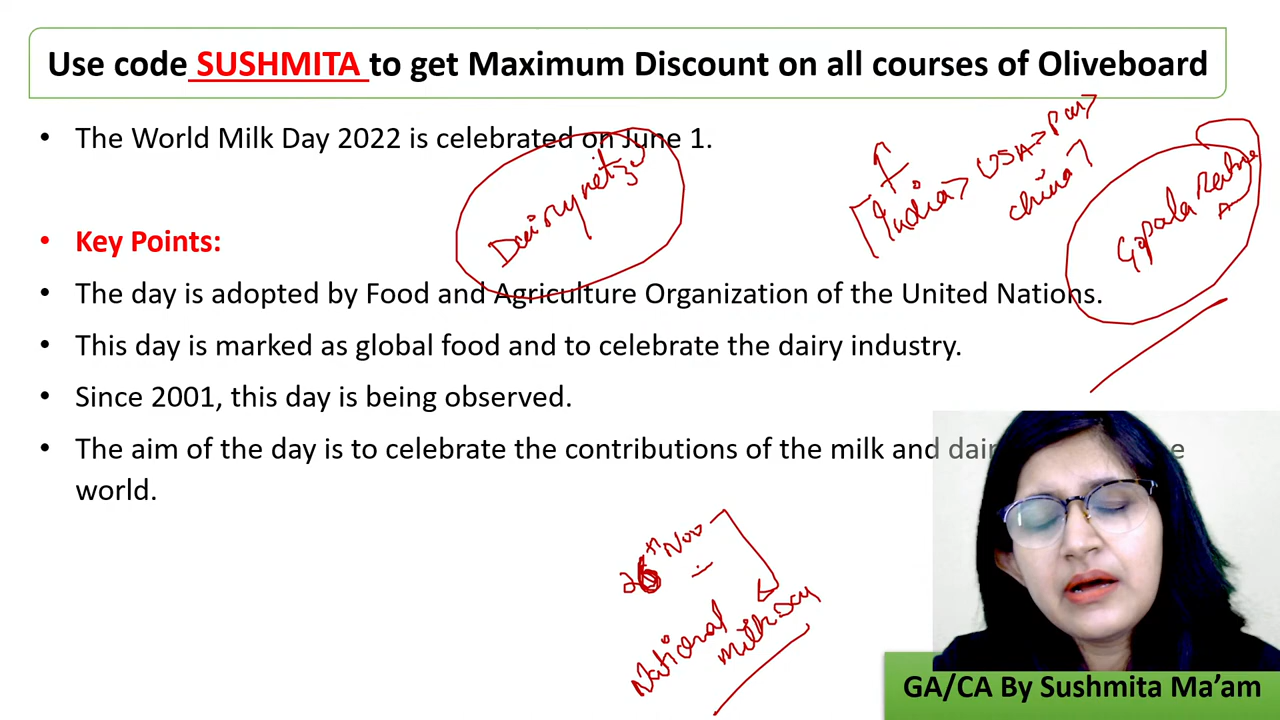 Use code SUSHMITA to get Maximum Discount on all courses of Oliveboard
• The World Milk Day 2022 is celebrated on June 1.
• Key Points:
• The day is adopted by Food and Agriculture Organization of the United Nations.
• This day is marked as global food and to celebrate the dairy industry.
• Since 2001, this day is being observed.
• The aim of the day is to celebrate the contributions of the milk and
world.
India > USA > Pak >
China
Gopala
26th Nov
National
Milk Day
GA/CA By Sushmita Ma’am